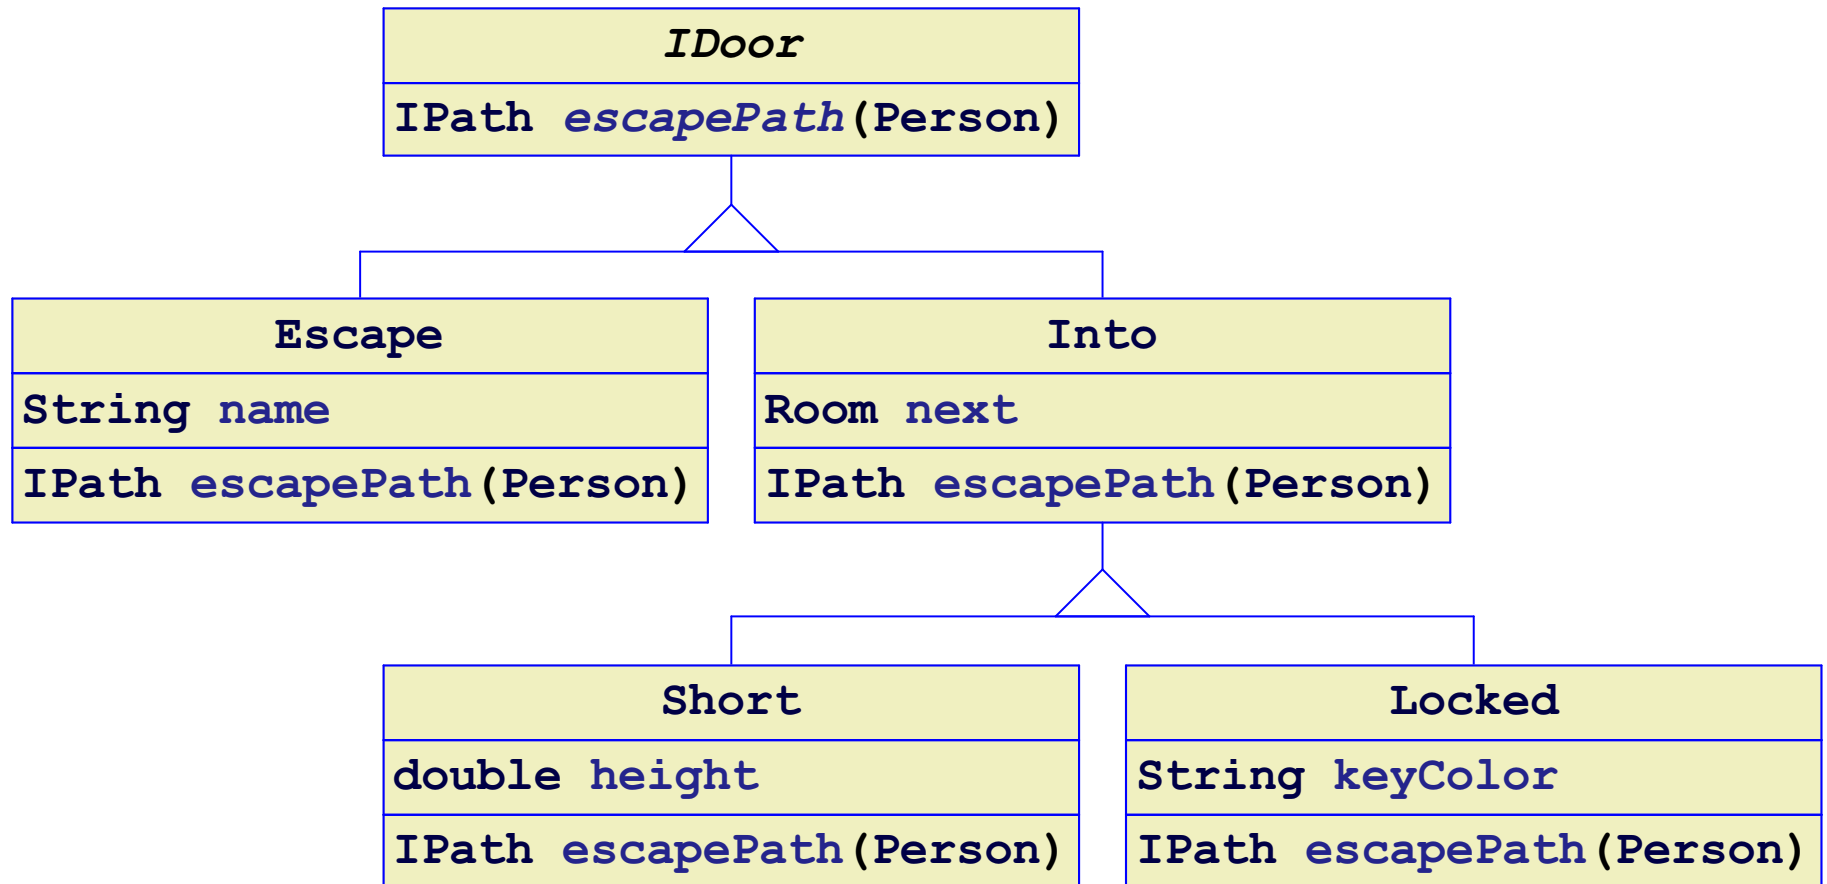 IDoor
IPath escapePath(Person)
Escape
String name
IPath escapePath(Person)
Into
Room next
IPath escapePath(Person)
Short
double height
IPath escapePath(Person)
Locked
String keyColor
IPath escapePath(Person)